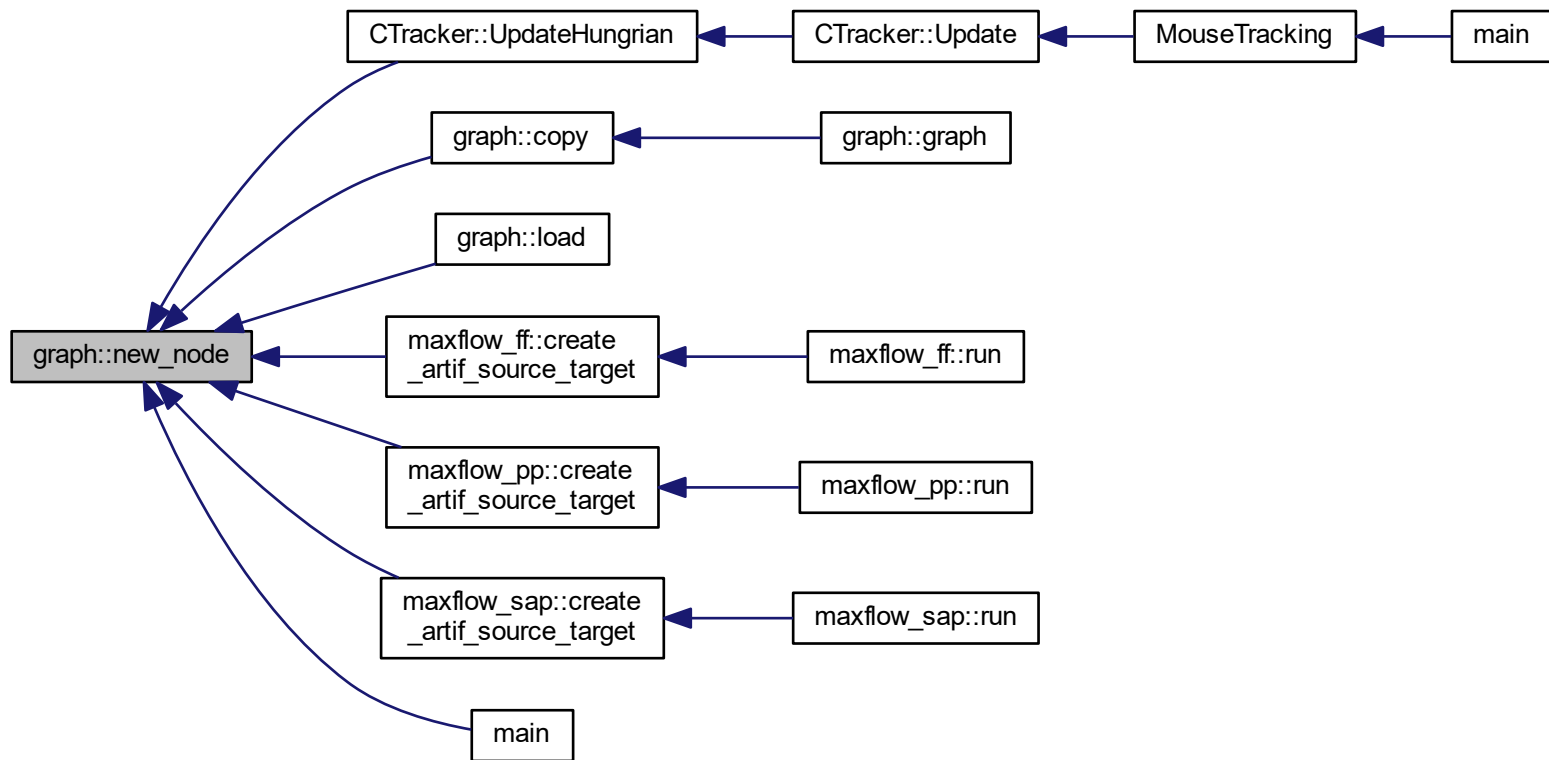 CTracker::UpdateHungrian
CTracker::Update
MouseTracking
main
graph::copy
graph::graph
graph::load
graph::new_node
maxflow_ff::create
_artif_source_target
maxflow_ff::run
maxflow_pp::create
_artif_source_target
maxflow_pp::run
maxflow_sap::create
_artif_source_target
maxflow_sap::run
main